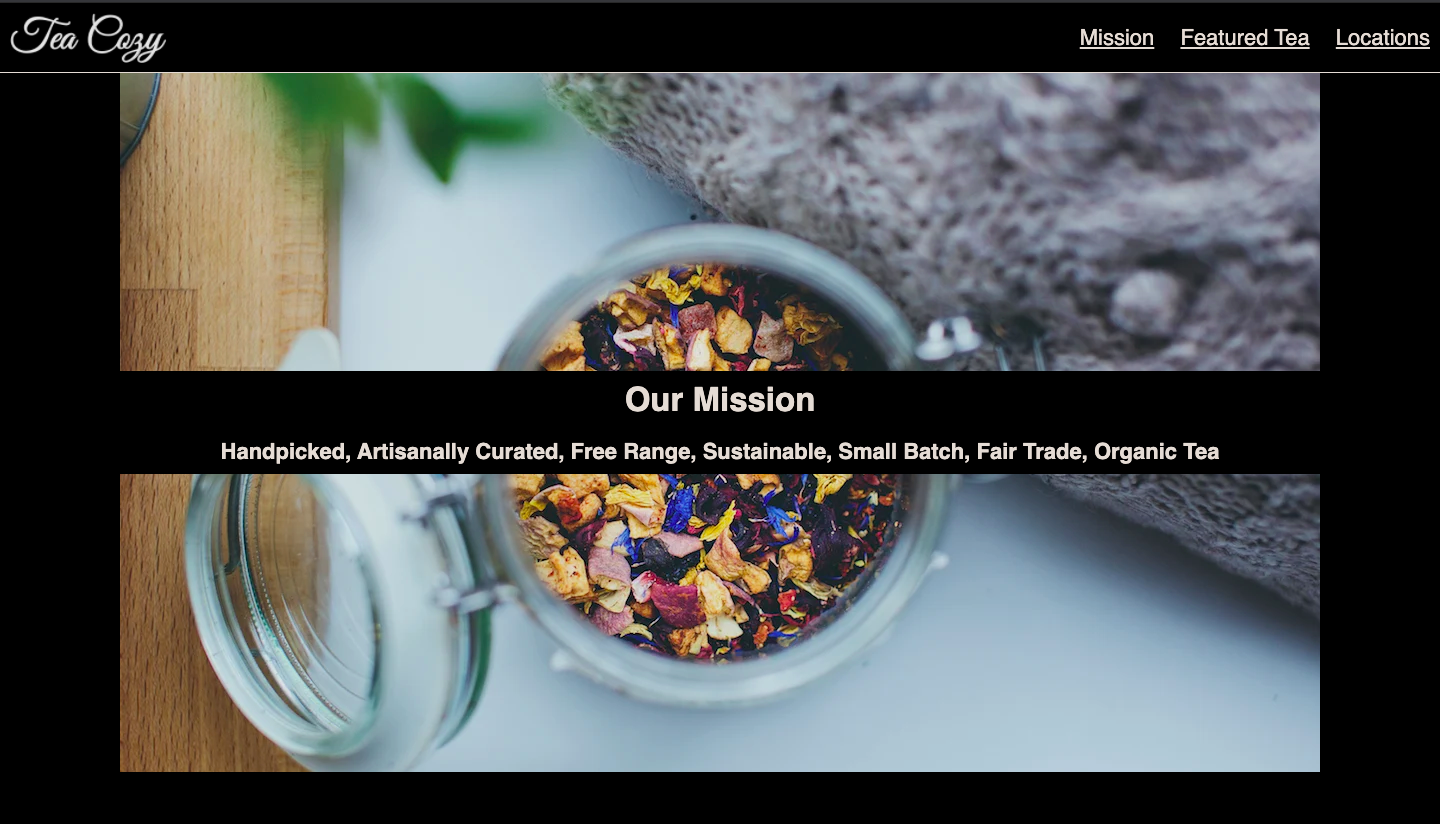 Tea Cozy
Mission Featured Tea Locations
Our Mission
Handpicked, Artisanally Curated, Free Range, Sustainable, Small Batch, Fair Trade, Organic Tea